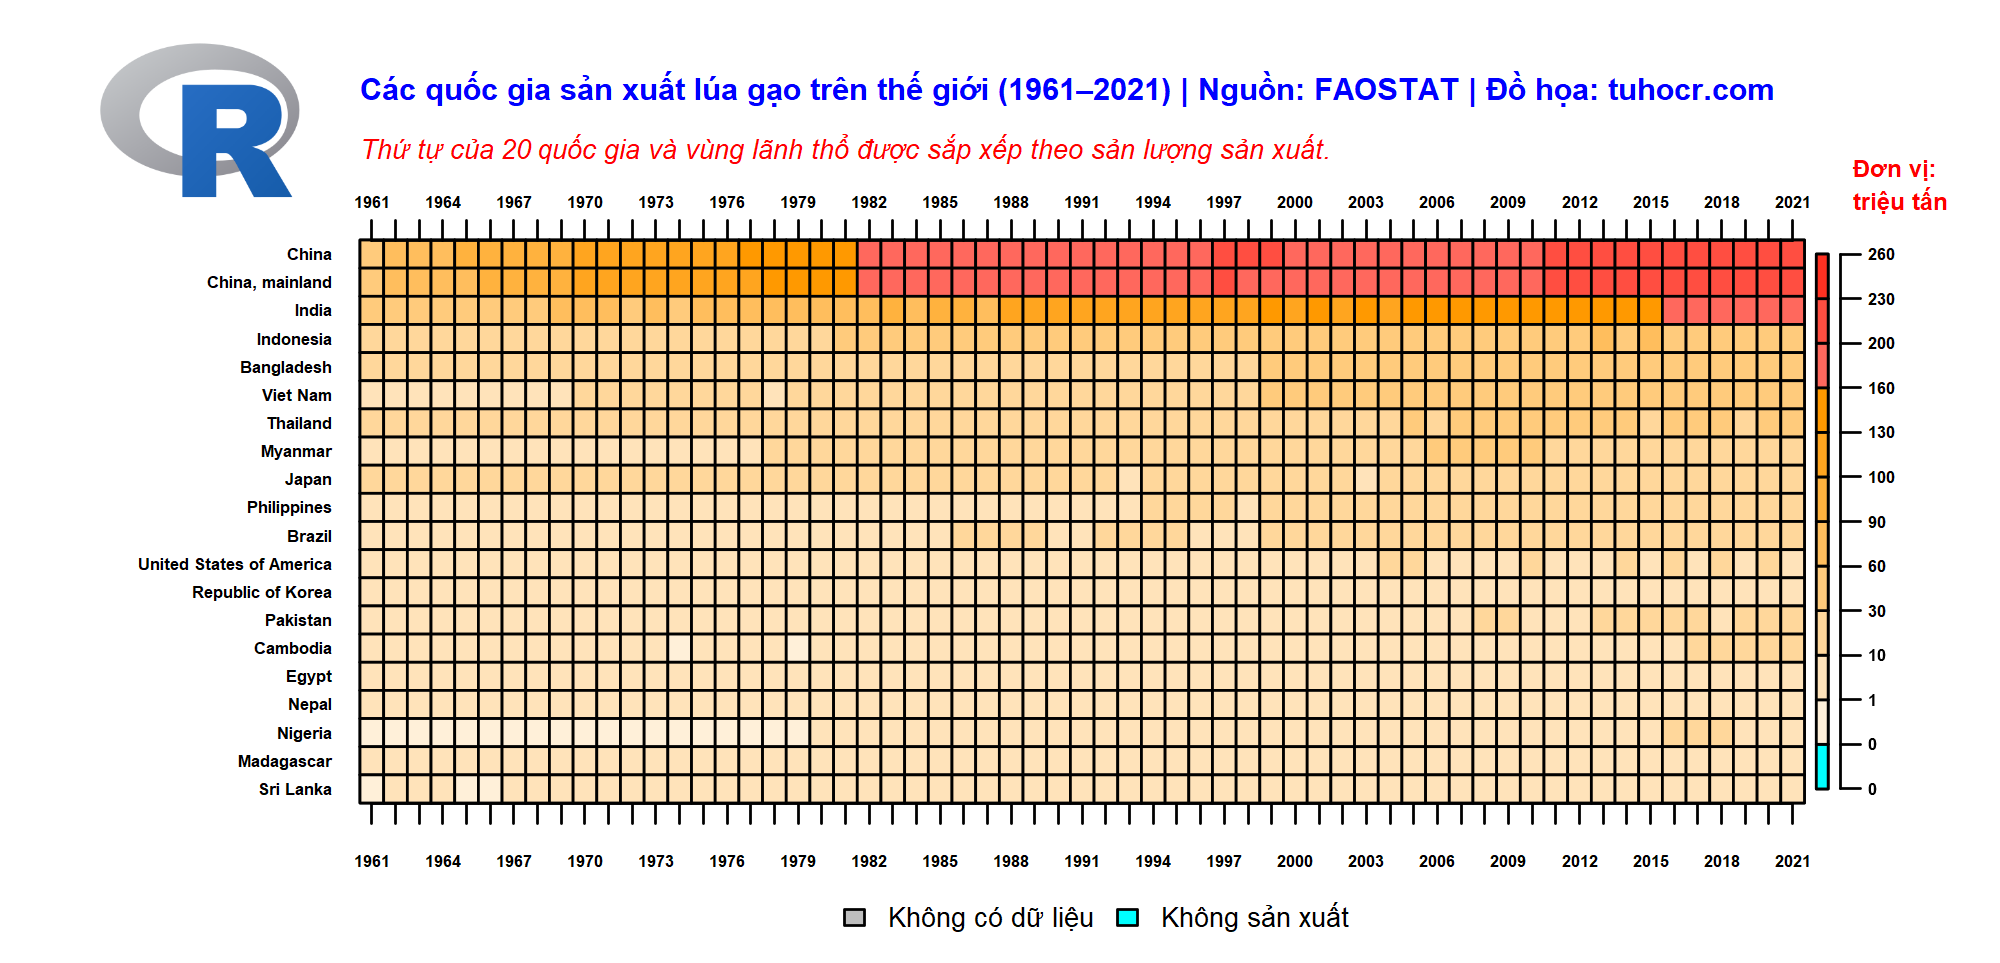 R
Các quốc gia sản xuất lúa gạo trên thế giới (1961–2021) | Nguồn: FAOSTAT | Đồ họa: tuhocr.com
Thứ tự của 20 quốc gia và vùng lãnh thổ được sắp xếp theo sản lượng sản xuất.
Đơn vị:
triệu tấn
1961 1964 1967 1970 1973 1976 1979 1982 1985 1988 1991 1994 1997 2000 2003 2006 2009 2012 2015 2018 2021
China
China, mainland
India
Indonesia
Bangladesh
Viet Nam
Thailand
Myanmar
Japan
Philippines
Brazil
United States of America
Republic of Korea
Pakistan
Cambodia
Egypt
Nepal
Nigeria
Madagascar
Sri Lanka
260
230
200
160
130
100
90
60
30
10
1
0
0
1961 1964 1967 1970 1973 1976 1979 1982 1985 1988 1991 1994 1997 2000 2003 2006 2009 2012 2015 2018 2021
Không có dữ liệu Không sản xuất